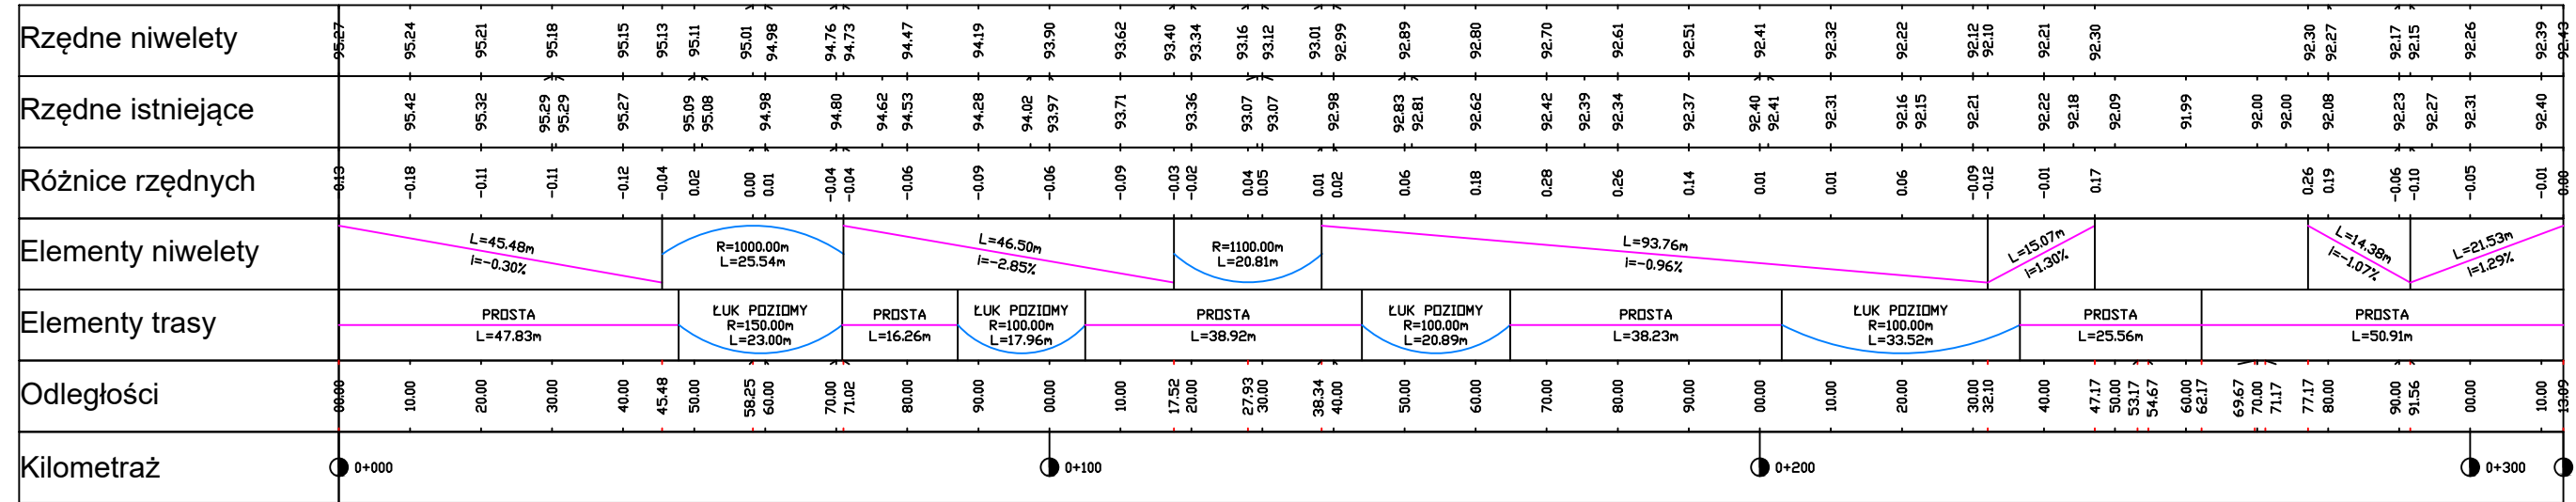 Rzędne niwelety 95.27 95.24 95.21 95.18 95.15 95.13 95.11 95.01 94.98 94.76 94.73 94.47 94.19 93.90 93.62 93.40 93.34 93.16 93.12 93.01 92.99 92.89 92.80 92.70 92.61 92.51 92.41 92.32 92.22 92.12 92.10 92.21 92.30 92.30 92.27 92.17 92.15 92.26 92.39 92.43
Rzędne istniejące 95.42 95.32 95.29 95.29 95.27 95.09 95.08 94.98 94.80 94.62 94.53 94.28 94.02 93.97 93.71 93.36 93.07 93.07 92.98 92.83 92.81 92.62 92.42 92.39 92.34 92.37 92.40 92.41 92.31 92.16 92.15 92.21 92.22 92.18 92.09 91.99 92.00 92.00 92.08 92.23 92.27 92.31 92.40
Różnice rzędnych -0.18 -0.11 -0.11 -0.12 -0.04 0.02 0.00 0.01 -0.04 -0.04 -0.06 -0.09 -0.06 -0.09 -0.03 -0.02 0.04 0.05 0.01 0.02 0.06 0.18 0.28 0.26 0.14 0.01 0.01 0.06 -0.09 -0.12 -0.01 0.17 0.26 0.19 -0.06 -0.10 -0.05 -0.01 0.00
Elementy niwelety
L=45.48m
i=-0.30%
R=1000.00m
L=25.54m
L=46.50m
i=-2.85%
R=1100.00m
L=20.81m
L=93.76m
i=-0.96%
L=15.07m
i=1.30%
L=14.38m
i=-1.07%
L=21.53m
i=1.29%
Elementy trasy
PROSTA
L=47.83m
ŁUK POZIOMY
R=150.00m
L=23.00m
PROSTA
L=16.26m
ŁUK POZIOMY
R=100.00m
L=17.96m
PROSTA
L=38.92m
ŁUK POZIOMY
R=100.00m
L=20.89m
PROSTA
L=38.23m
ŁUK POZIOMY
R=100.00m
L=33.52m
PROSTA
L=25.56m
PROSTA
L=50.91m
Odległości 00.00 10.00 20.00 30.00 40.00 45.48 50.00 58.25 60.00 70.00 71.02 80.00 90.00 00.00 10.00 17.52 20.00 27.93 30.00 38.34 40.00 50.00 60.00 70.00 80.00 90.00 00.00 10.00 20.00 30.00 32.10 40.00 47.17 50.00 53.17 54.67 60.00 62.17 69.67 70.00 71.17 77.17 80.00 90.00 91.56 00.00 10.00 13.09
Kilometraż 0+000 0+100 0+200 0+300